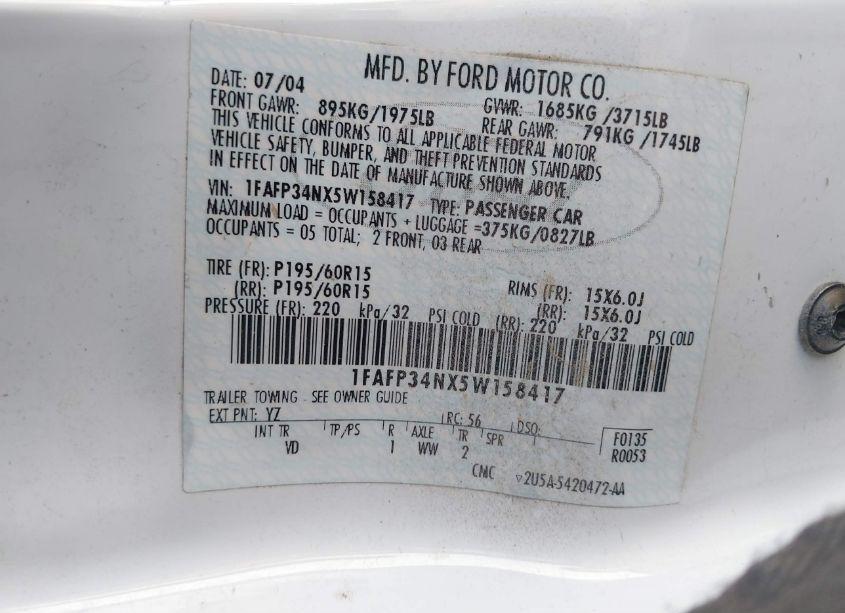 MFD. BY FORD MOTOR CO.
DATE: 07/04 GVWR: 1685KG /3715LB
FRONT GAWR: 895KG/1975LB REAR GAWR: 791KG /1745LB
THIS VEHICLE CONFORMS TO ALL APPLICABLE FEDERAL MOTOR
VEHICLE SAFETY, BUMPER, AND THEFT PREVENTION STANDARDS
IN EFFECT ON THE DATE OF MANUFACTURE SHOWN ABOVE.
VIN: 1FAFP34NX5W158417 TYPE: PASSENGER CAR
MAXIMUM LOAD = OCCUPANTS + LUGGAGE =375KG/0827LB
OCCUPANTS = 05 TOTAL; 2 FRONT, 03 REAR
TIRE (FR): P195/60R15 RIMS (FR): 15X6.0J
(RR): P195/60R15 (RR): 15X6.0J
PRESSURE (FR): 220 kPa/32 PSI COLD (RR): 220 kPa/32 PSI COLD
1FAFP34NX5W158417
TRAILER TOWING - SEE OWNER GUIDE
EXT PNT: YZ RC: 56 DSO:
INT TR TP/PS R AXLE TR SPR F0135
VD 1 WW 2 R0053
CMC ▽2U5A-5420472-AA